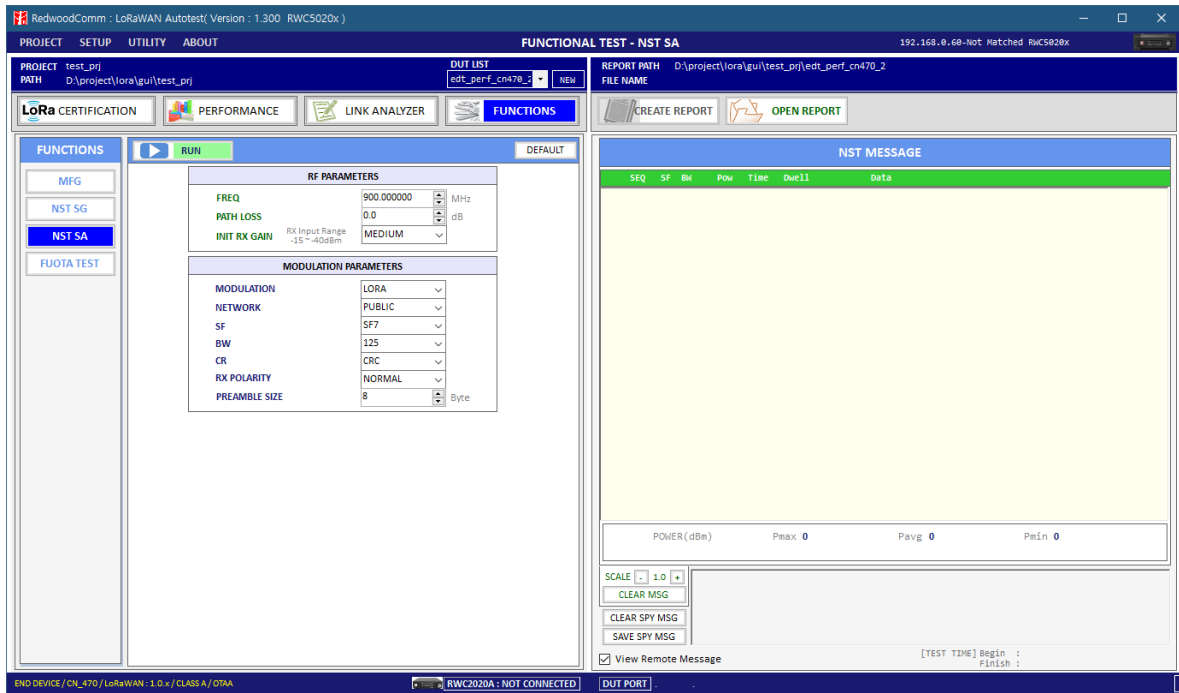 RedwoodComm : LoRaWAN Autotest( Version : 1.300 RWC5020x )
PROJECT SETUP UTILITY ABOUT
FUNCTIONAL TEST - NST SA
192.168.0.60-Not Matched RWC5020x
PROJECT test_prj
PATH D:\project\lora\gui\test_prj
DUT LIST
edt_perf_cn470_2 NEW
REPORT PATH D:\project\lora\gui\test_prj\edt_perf_cn470_2
FILE NAME
LoRa CERTIFICATION
PERFORMANCE
LINK ANALYZER
FUNCTIONS
CREATE REPORT
OPEN REPORT
FUNCTIONS
MFG
NST SG
NST SA
FUOTA TEST
RUN
DEFAULT
RF PARAMETERS
FREQ 900.000000 MHz
PATH LOSS 0.0 dB
INIT RX GAIN RX Input Range -15 ~ -40dBm MEDIUM
MODULATION PARAMETERS
MODULATION LORA
NETWORK PUBLIC
SF SF7
BW 125
CR CRC
RX POLARITY NORMAL
PREAMBLE SIZE 8 Byte
NST MESSAGE
SEQ SF BW Pow Time Dwell Data
POWER(dBm) Pmax 0 Pavg 0 Pmin 0
SCALE - 1.0 +
CLEAR MSG
CLEAR SPY MSG
SAVE SPY MSG
View Remote Message
[TEST TIME] Begin :
Finish :
END DEVICE / CN_470 / LoRaWAN : 1.0.x / CLASS A / OTAA
RWC2020A : NOT CONNECTED
DUT PORT . .